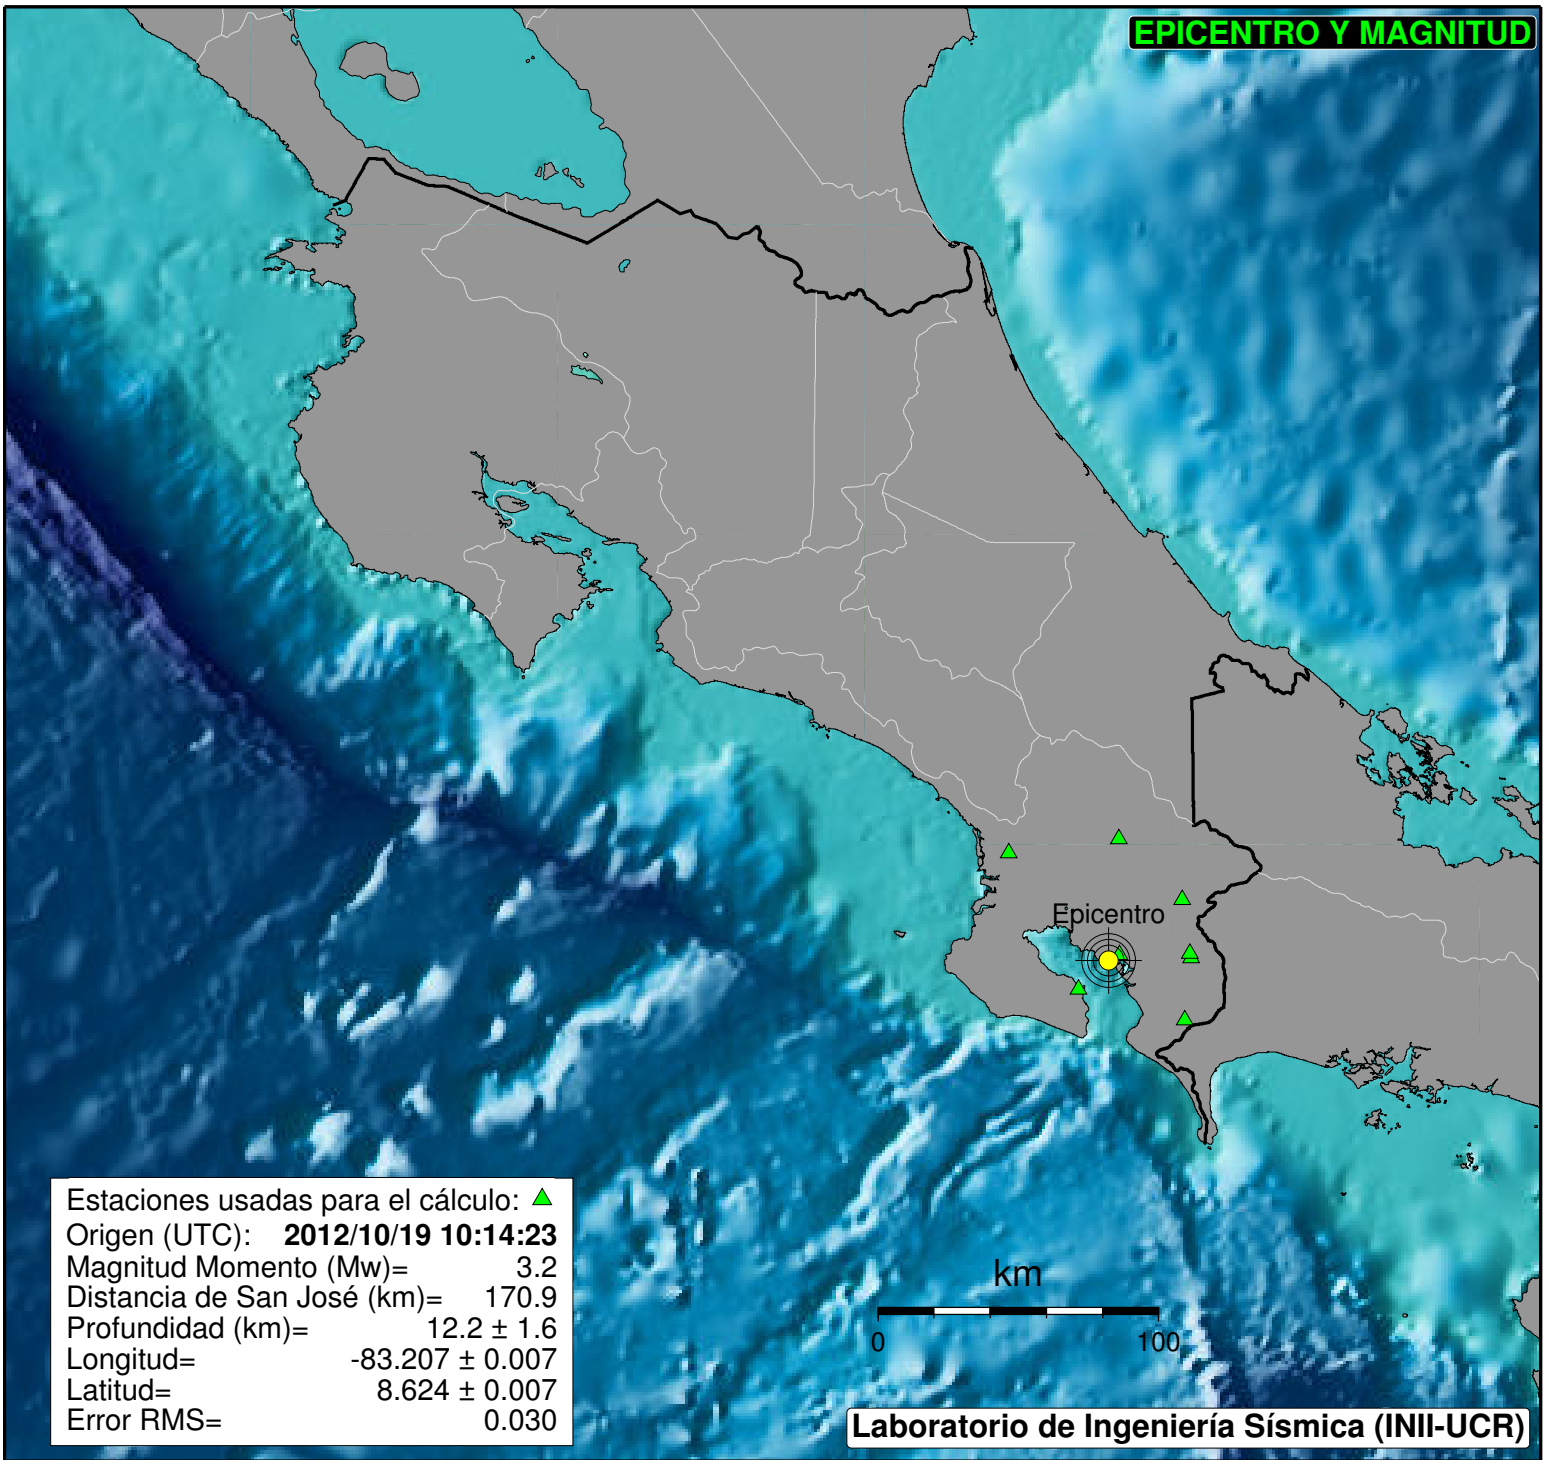 EPICENTRO Y MAGNITUD
Epicentro
Estaciones usadas para el cálculo:
Origen (UTC): 2012/10/19 10:14:23
Magnitud Momento (Mw)= 3.2
Distancia de San José (km)= 170.9
Profundidad (km)= 12.2 ± 1.6
Longitud= -83.207 ± 0.007
Latitud= 8.624 ± 0.007
Error RMS= 0.030
km
0 100
Laboratorio de Ingeniería Sísmica (INII-UCR)